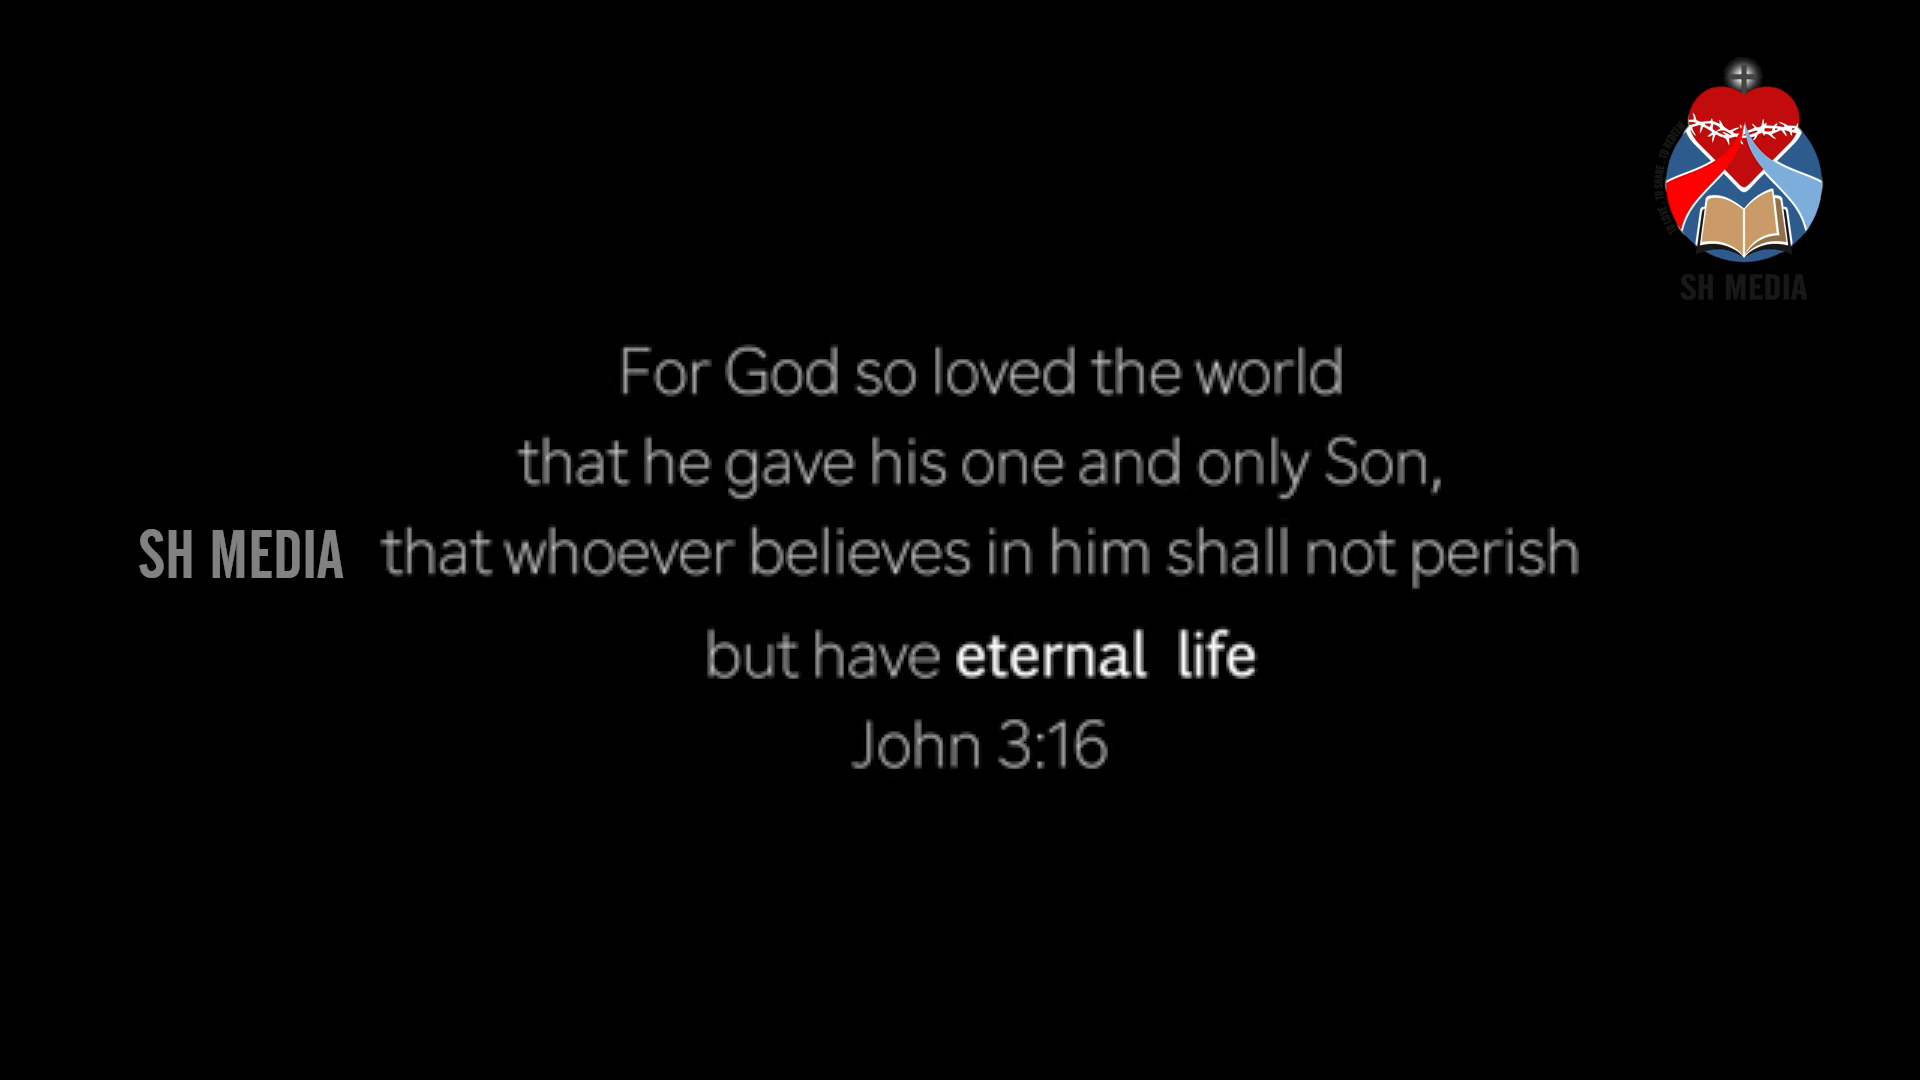 SH MEDIA
For God so loved the world
that he gave his one and only Son,
SH MEDIA
that whoever believes in him shall not perish
but have eternal life
John 3:16